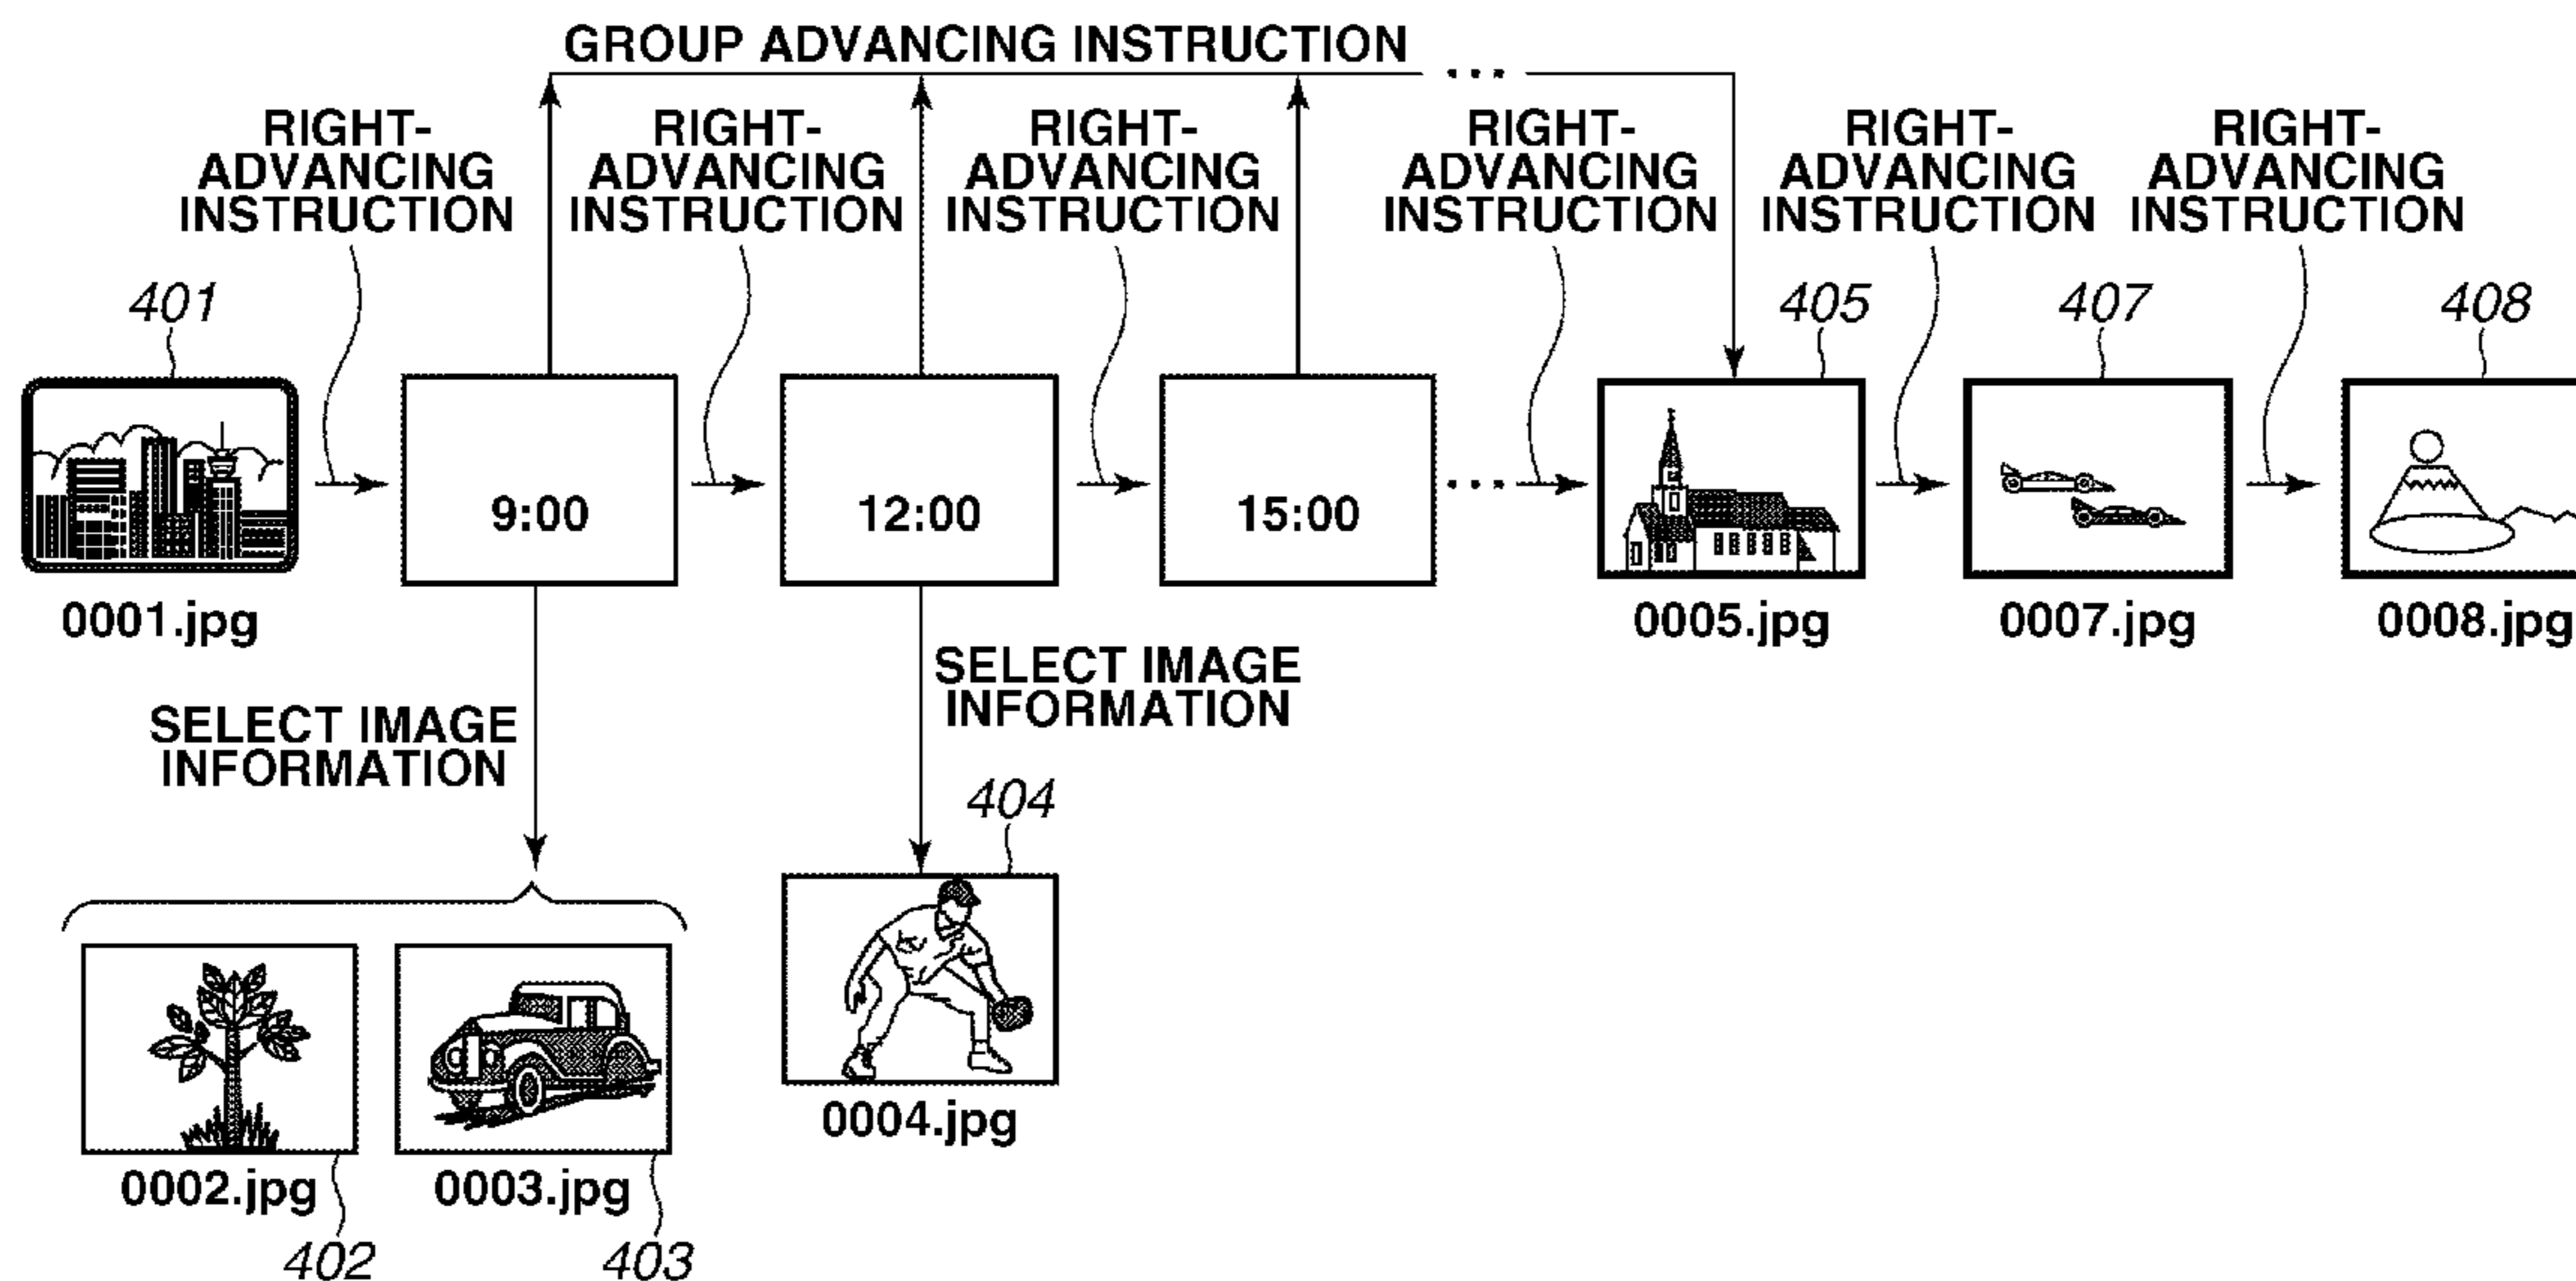 GROUP ADVANCING INSTRUCTION
RIGHT-
ADVANCING
INSTRUCTION
RIGHT-
ADVANCING
INSTRUCTION
RIGHT-
ADVANCING
INSTRUCTION
RIGHT-
ADVANCING
INSTRUCTION
RIGHT-
ADVANCING
INSTRUCTION
RIGHT-
ADVANCING
INSTRUCTION
401
405
407
408
9:00
12:00
15:00
0001.jpg
0005.jpg
0007.jpg
0008.jpg
SELECT IMAGE
INFORMATION
SELECT IMAGE
INFORMATION
404
0004.jpg
0002.jpg
0003.jpg
402
403